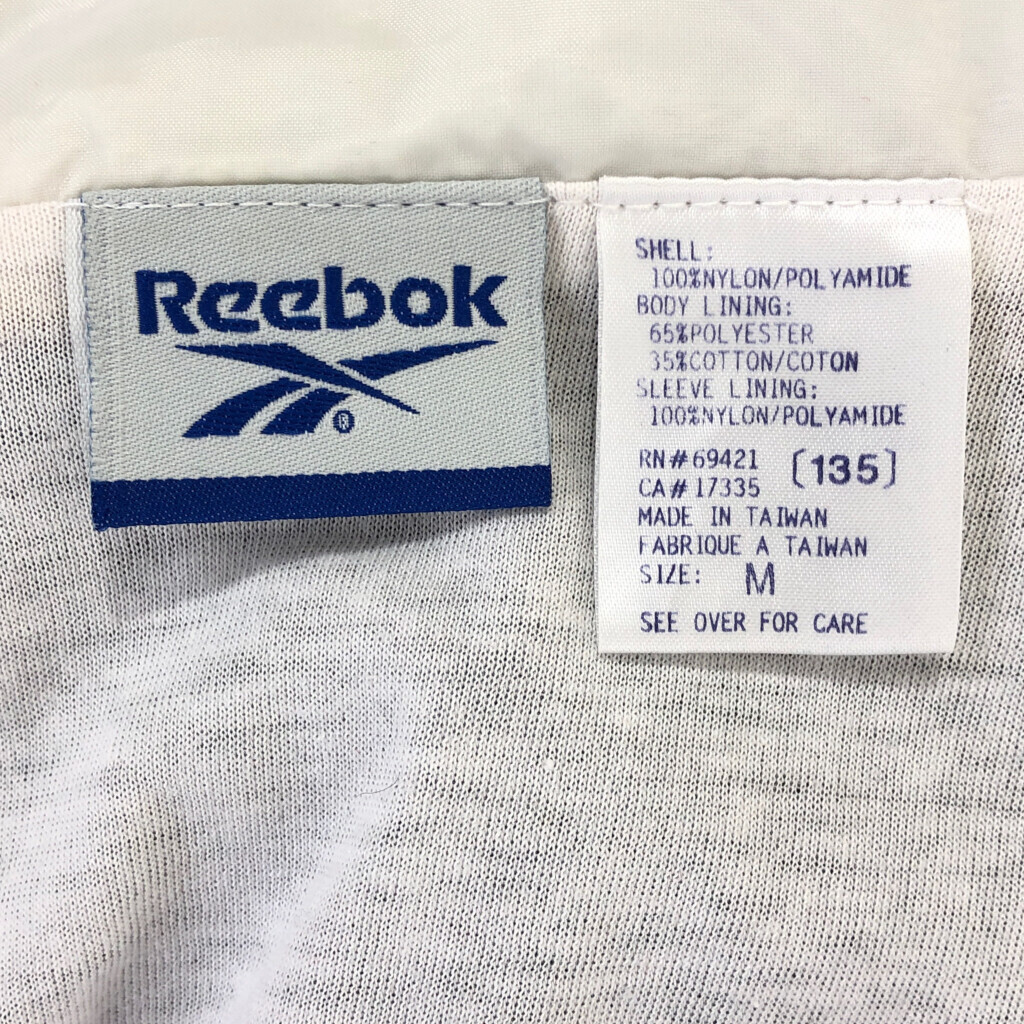 Reebok
®
SHELL:
100%NYLON/POLYAMIDE
BODY LINING:
65%POLYESTER
35%COTTON/COTON
SLEEVE LINING:
100%NYLON/POLYAMIDE
RN#69421 [135]
CA#17335
MADE IN TAIWAN
FABRIQUE A TAIWAN
SIZE: M
SEE OVER FOR CARE